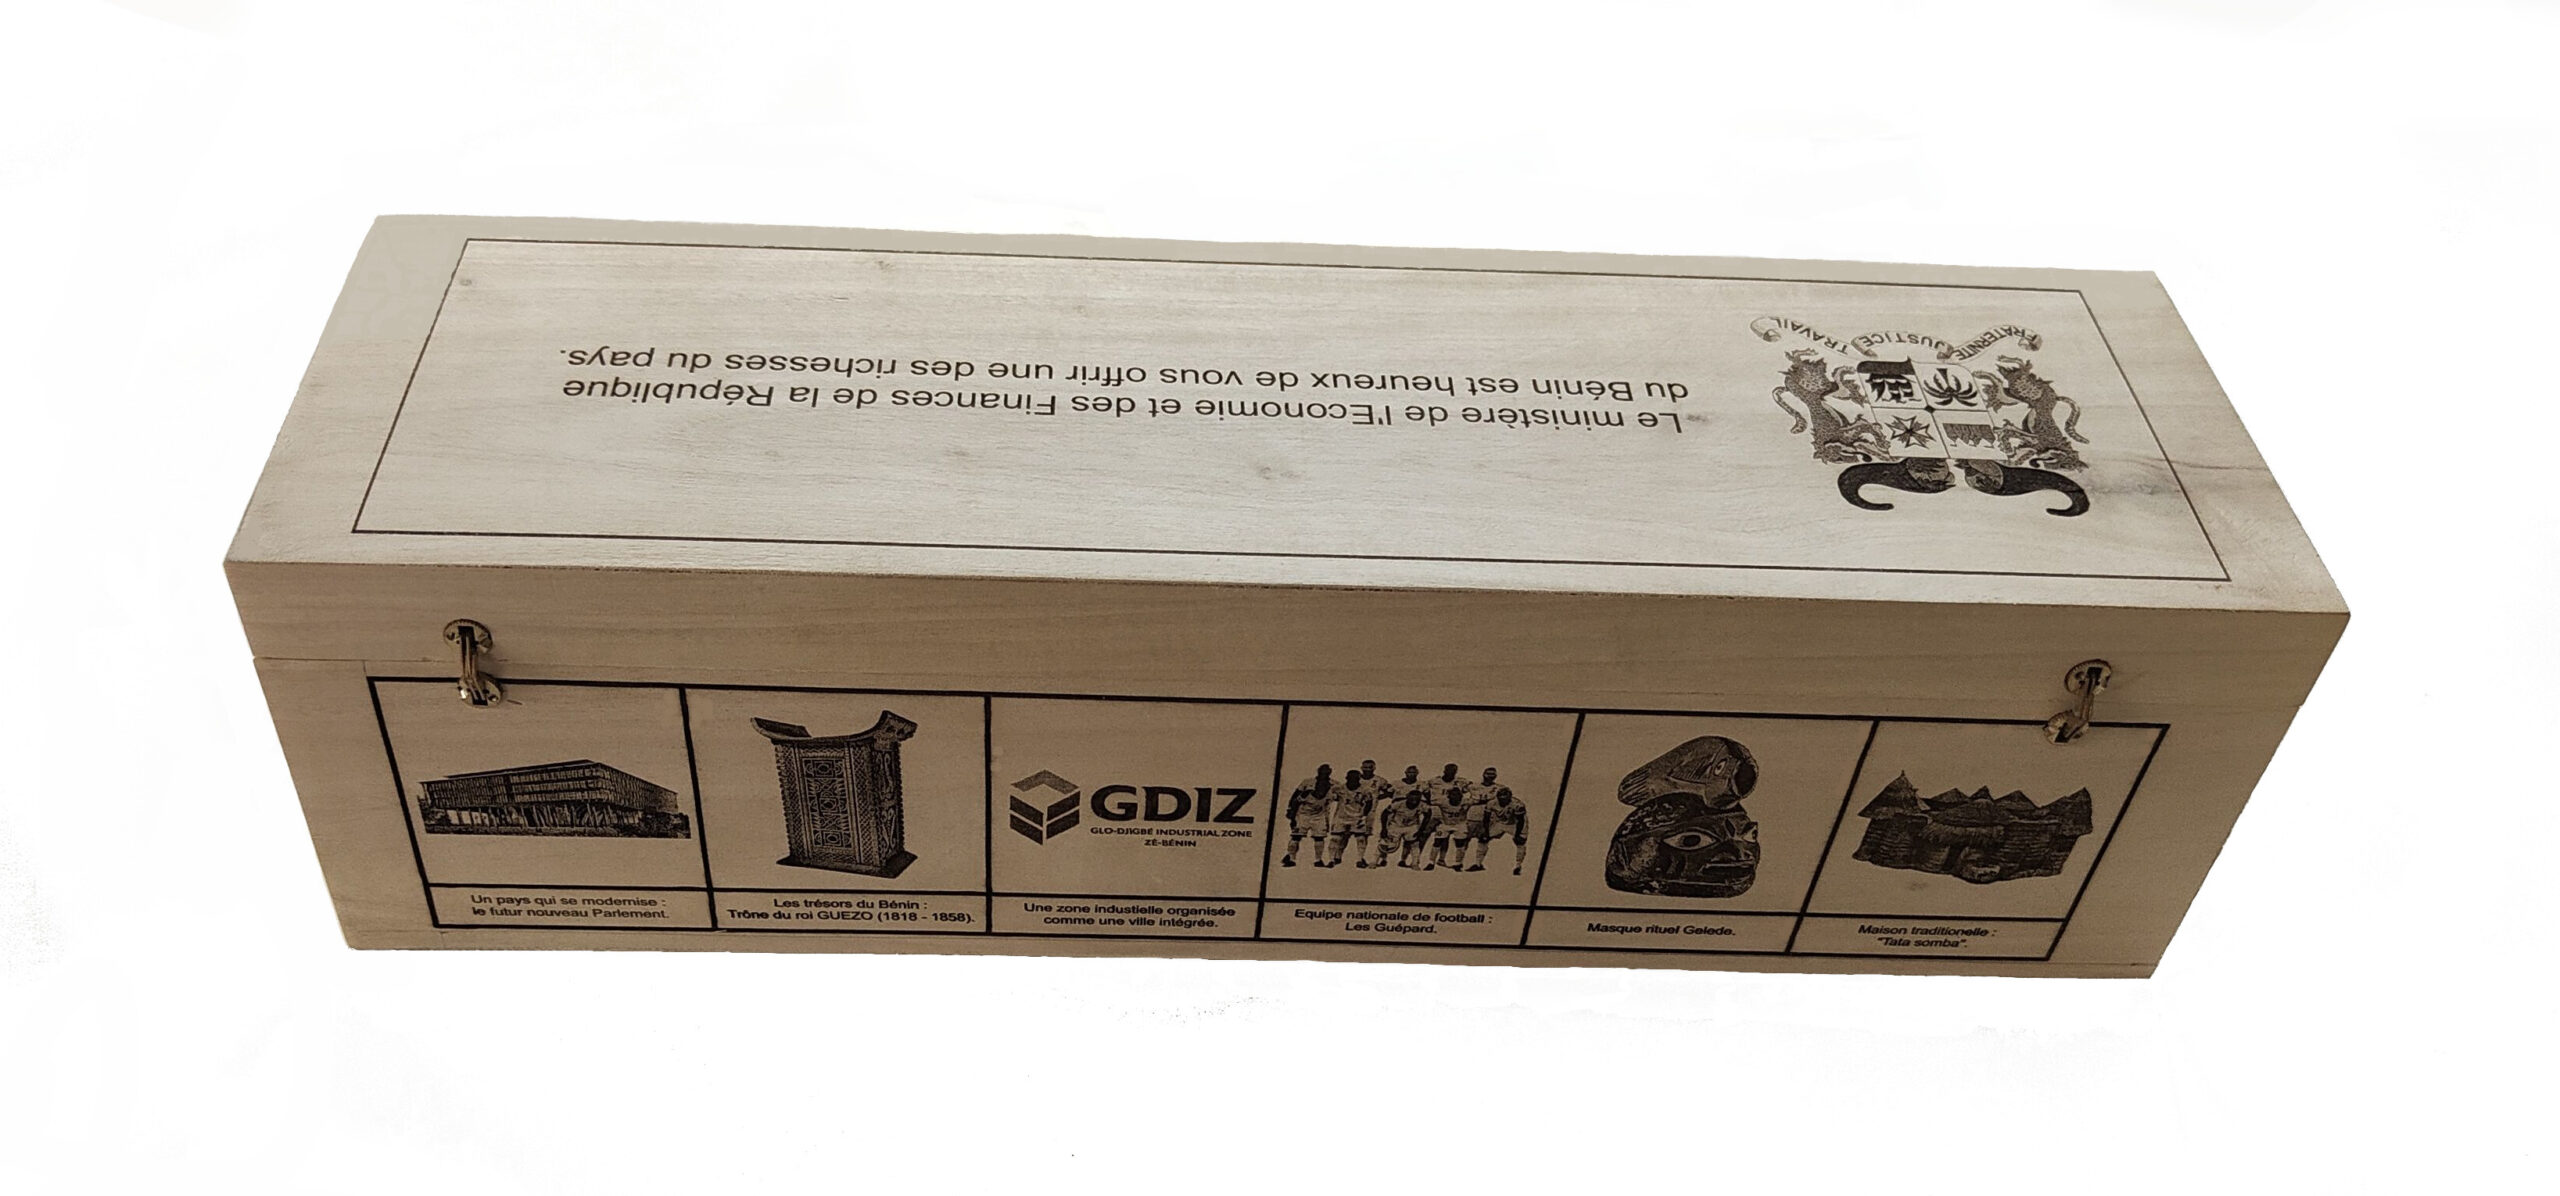 FRATERNITE JUSTICE TRAVAIL
Le ministère de l'Economie et des Finances de la République
du Bénin est heureux de vous offrir une des richesses du pays.
Un pays qui se modernise :
le futur nouveau Parlement.
Les trésors du Bénin :
Trône du roi GUEZO (1818 - 1858).
GDIZ
GLO-DJIGBÉ INDUSTRIAL ZONE
ZÈ-BÉNIN
Une zone industielle organisée
comme une ville intégrée.
Equipe nationale de football :
Les Guépard.
Masque rituel Gelede.
Maison traditionelle :
"Tata somba".